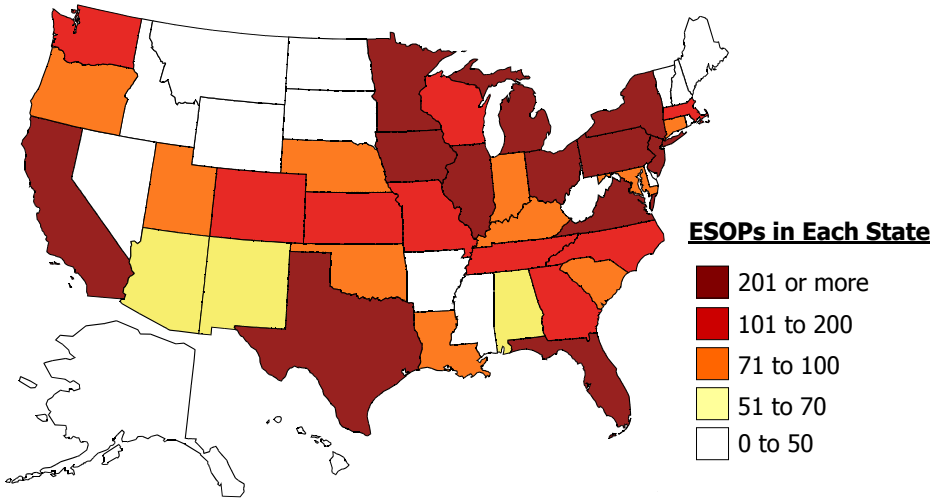 ESOPs in Each State
201 or more
101 to 200
71 to 100
51 to 70
0 to 50